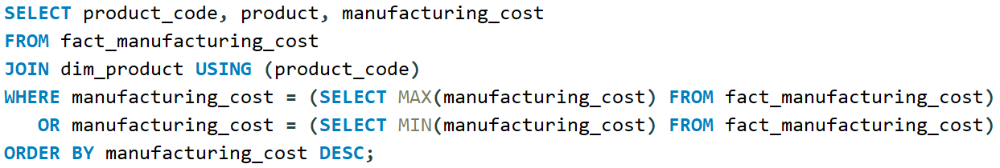 SELECT product_code, product, manufacturing_cost
FROM fact_manufacturing_cost
JOIN dim_product USING (product_code)
WHERE manufacturing_cost = (SELECT MAX(manufacturing_cost) FROM fact_manufacturing_cost)
   OR manufacturing_cost = (SELECT MIN(manufacturing_cost) FROM fact_manufacturing_cost)
ORDER BY manufacturing_cost DESC;